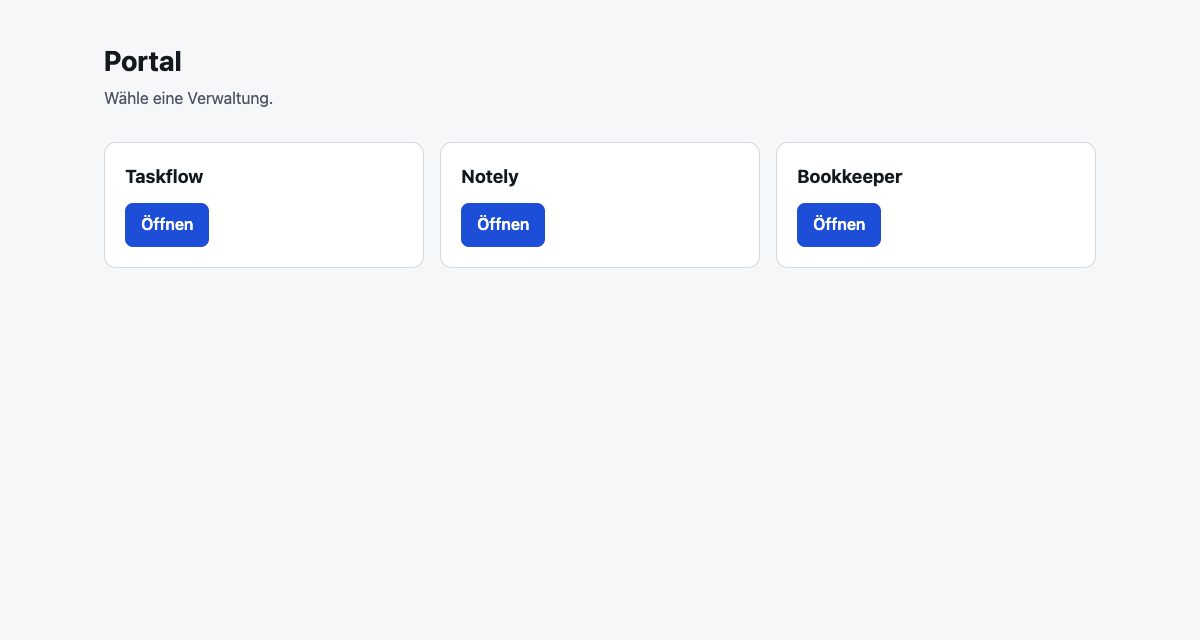 Portal
Wähle eine Verwaltung.
Taskflow
Öffnen
Notely
Öffnen
Bookkeeper
Öffnen